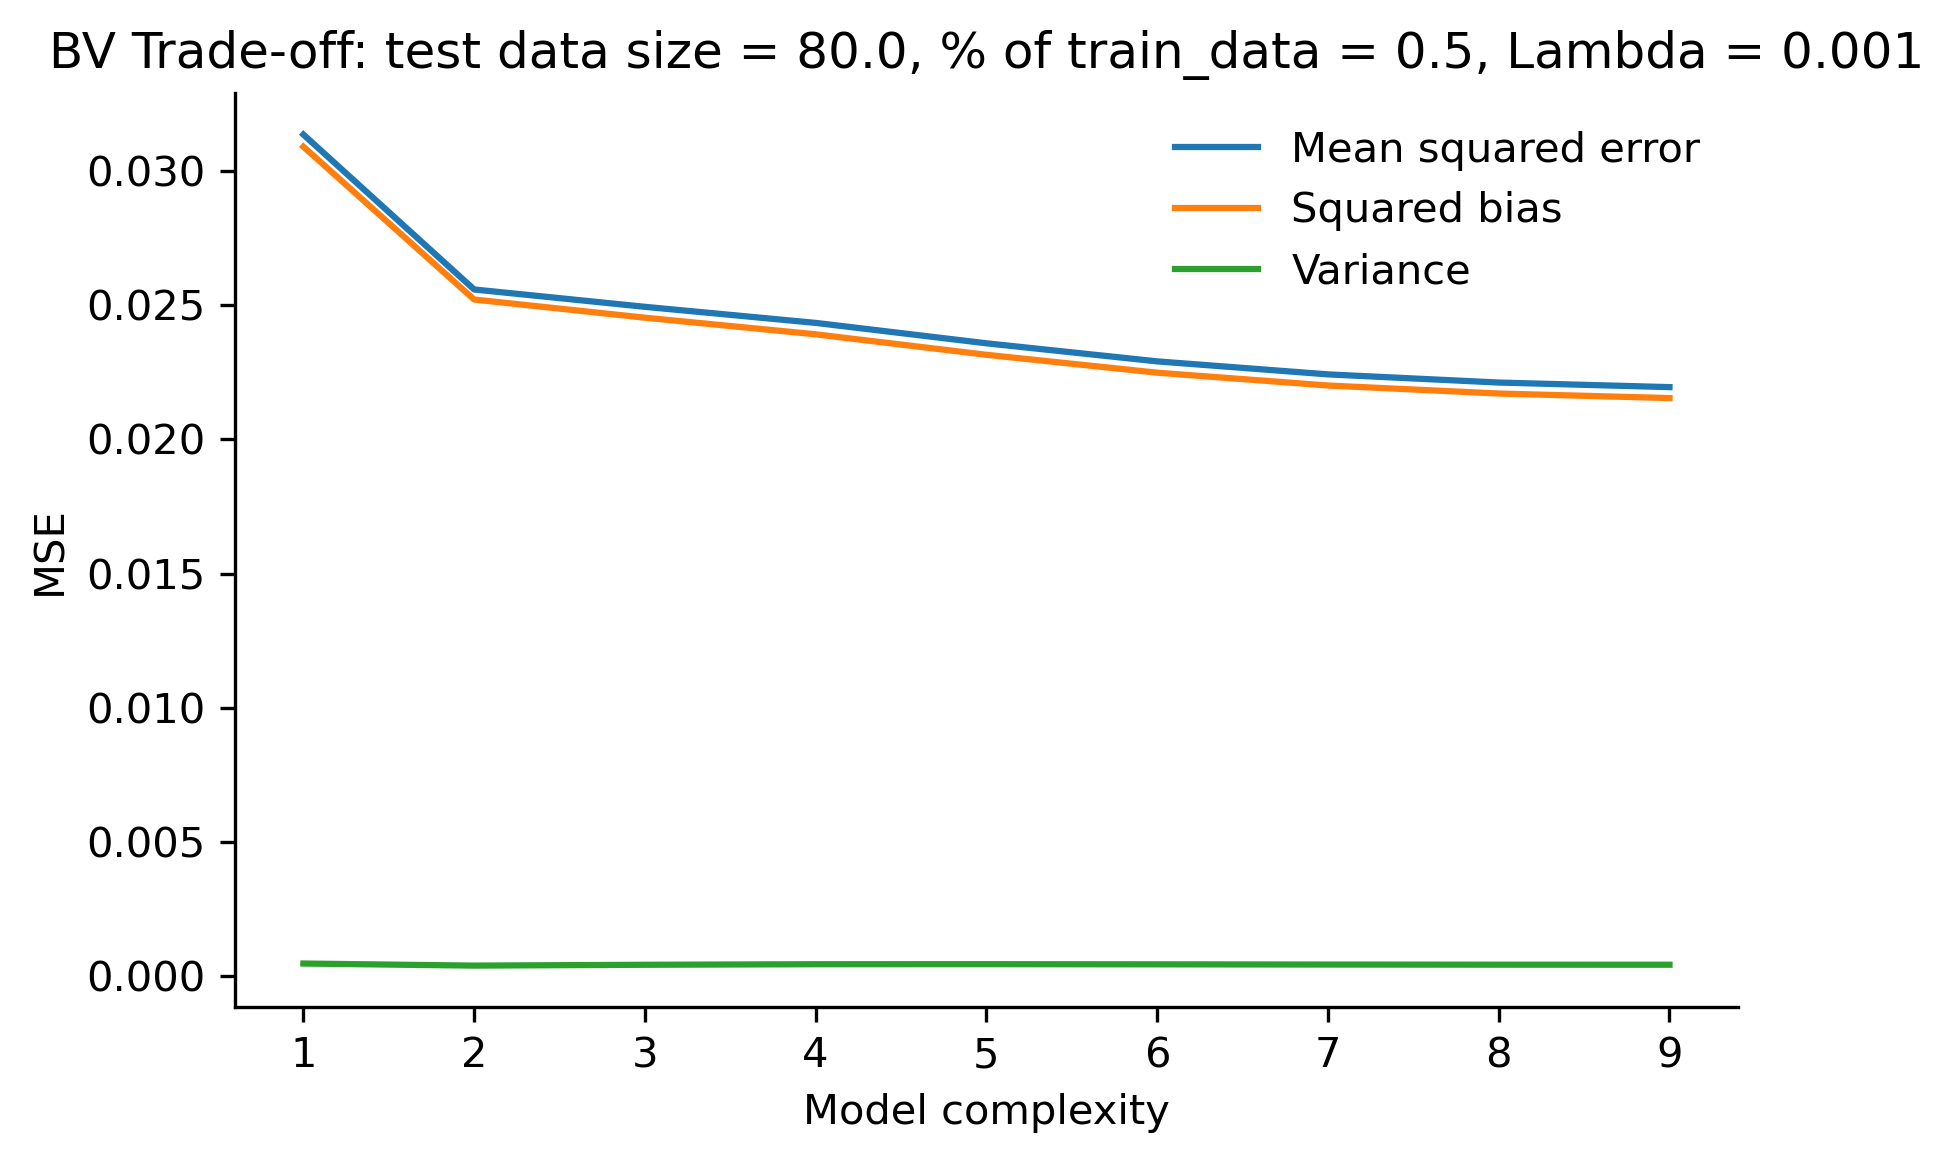 BV Trade-off: test data size = 80.0, % of train_data = 0.5, Lambda = 0.001
Mean squared error
Squared bias
Variance
0.030
0.025
0.020
0.015
0.010
0.005
0.000
MSE
1 2 3 4 5 6 7 8 9
Model complexity